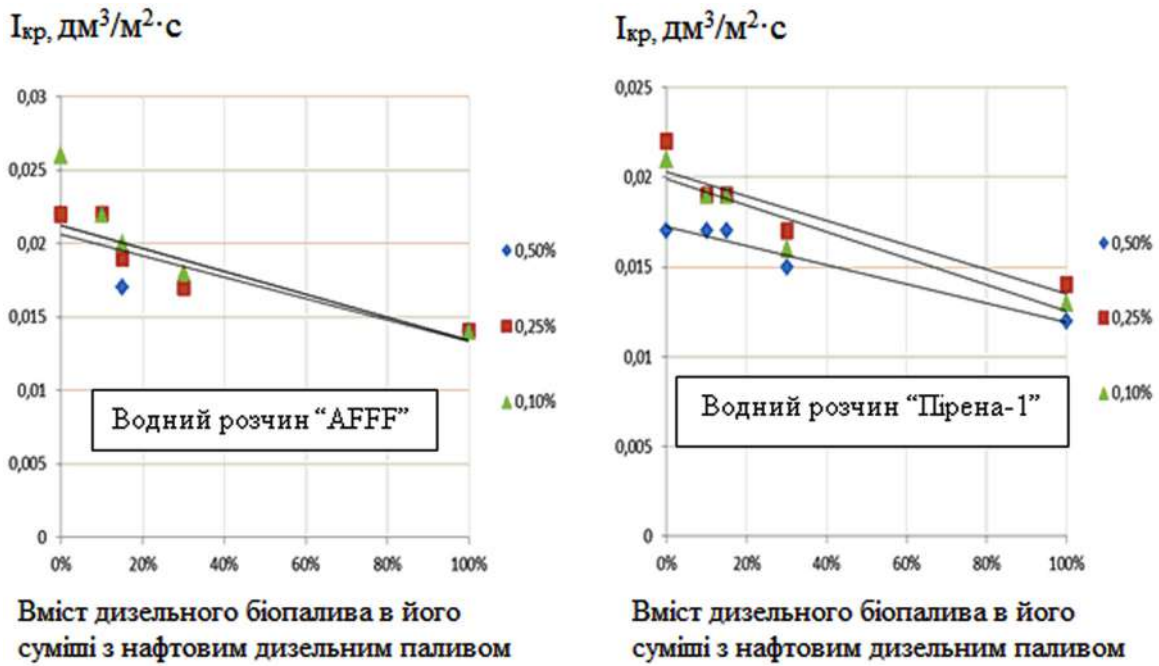 Iкр, дм³/м²·с
0,03
0,025
0,02
0,015
0,01
0,005
0
0% 20% 40% 60% 80% 100%
0,50%
0,25%
0,10%
Водний розчин “AFFF”
Вміст дизельного біопалива в його
суміші з нафтовим дизельним паливом
Iкр, дм³/м²·с
0,025
0,02
0,015
0,01
0,005
0
0% 20% 40% 60% 80% 100%
0,50%
0,25%
0,10%
Водний розчин “Пірена-1”
Вміст дизельного біопалива в його
суміші з нафтовим дизельним паливом